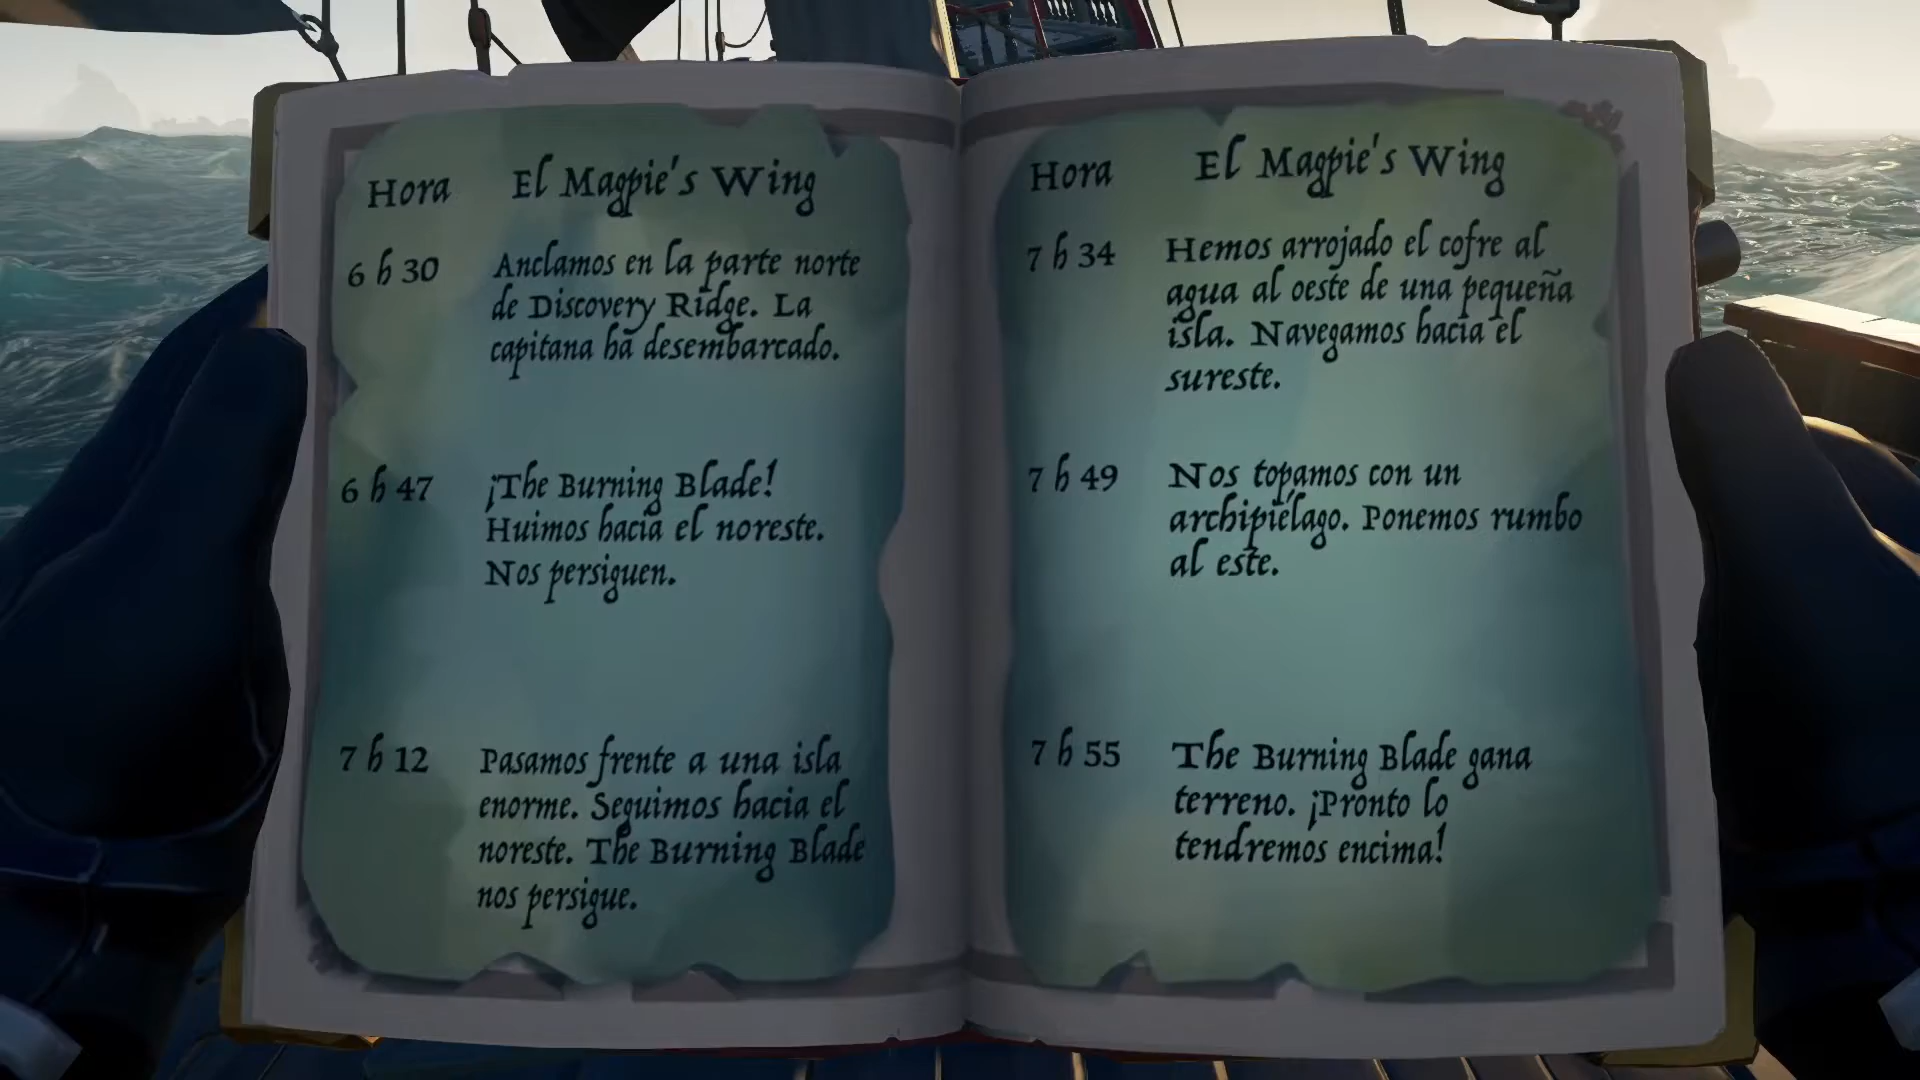 Hora El Magpie's Wing
6 h 30 Anclamos en la parte norte
de Discovery Ridge. La
capitana ha desembarcado.
6 h 47 ¡The Burning Blade!
Huimos hacia el noreste.
Nos persiguen.
7 h 12 Pasamos frente a una isla
enorme. Seguimos hacia el
noreste. The Burning Blade
nos persigue.
Hora El Magpie's Wing
7 h 34 Hemos arrojado el cofre al
agua al oeste de una pequeña
isla. Navegamos hacia el
sureste.
7 h 49 Nos topamos con un
archipiélago. Ponemos rumbo
al este.
7 h 55 The Burning Blade gana
terreno. ¡Pronto lo
tendremos encima!